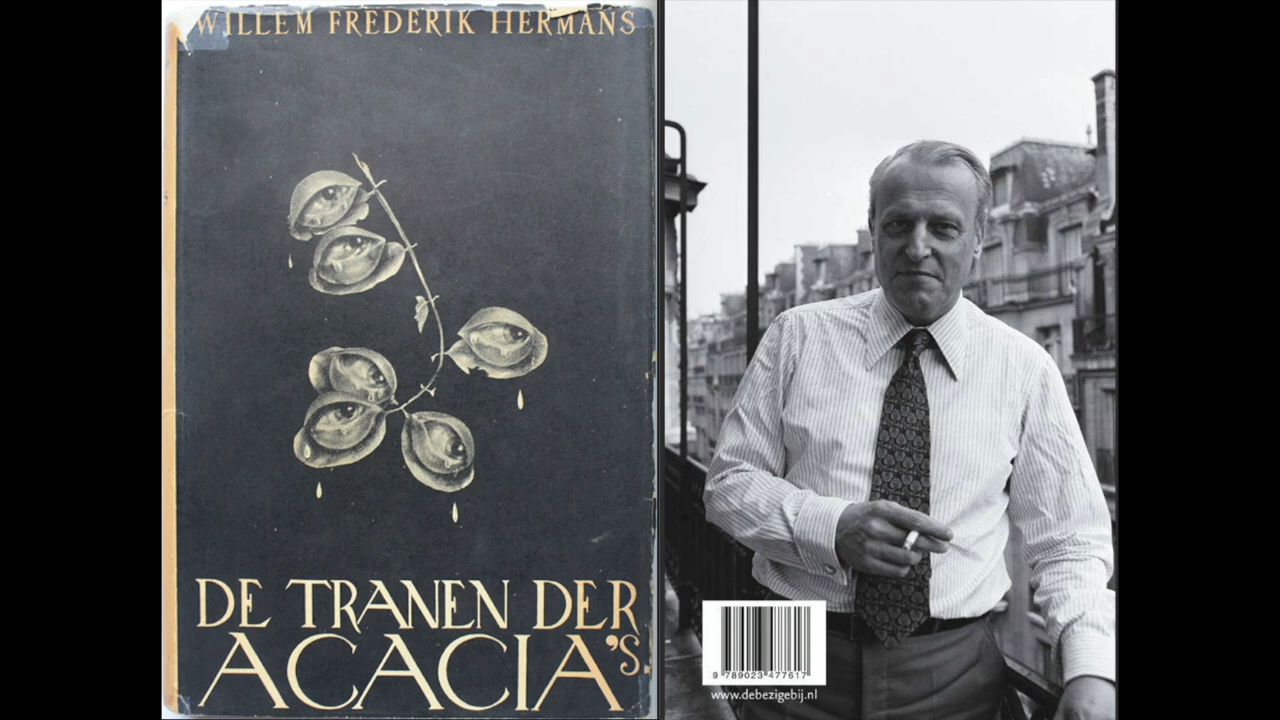 WILLEM FREDERIK HERMANS
DE TRANEN DER
ACACIA'S
9 789023 477617
www.debezigebij.nl